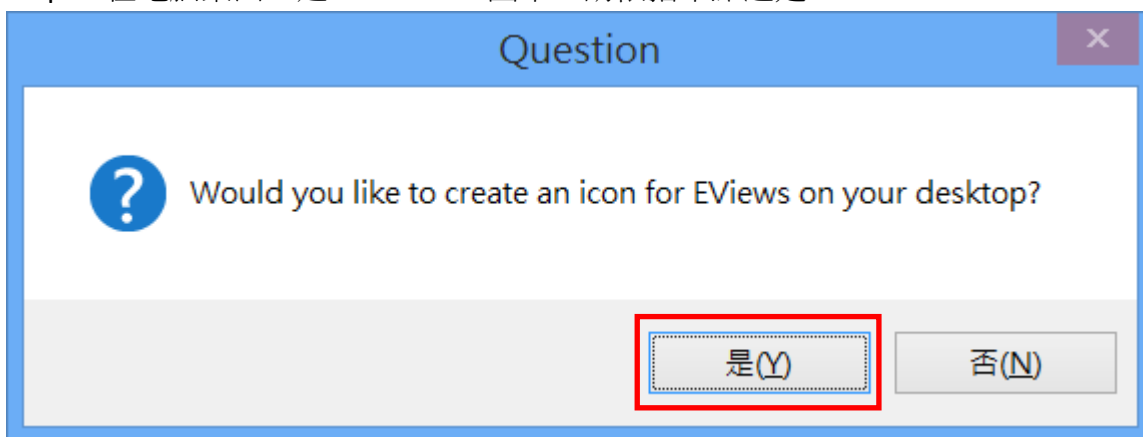 Question
Would you like to create an icon for EViews on your desktop?
是(Y)
否(N)